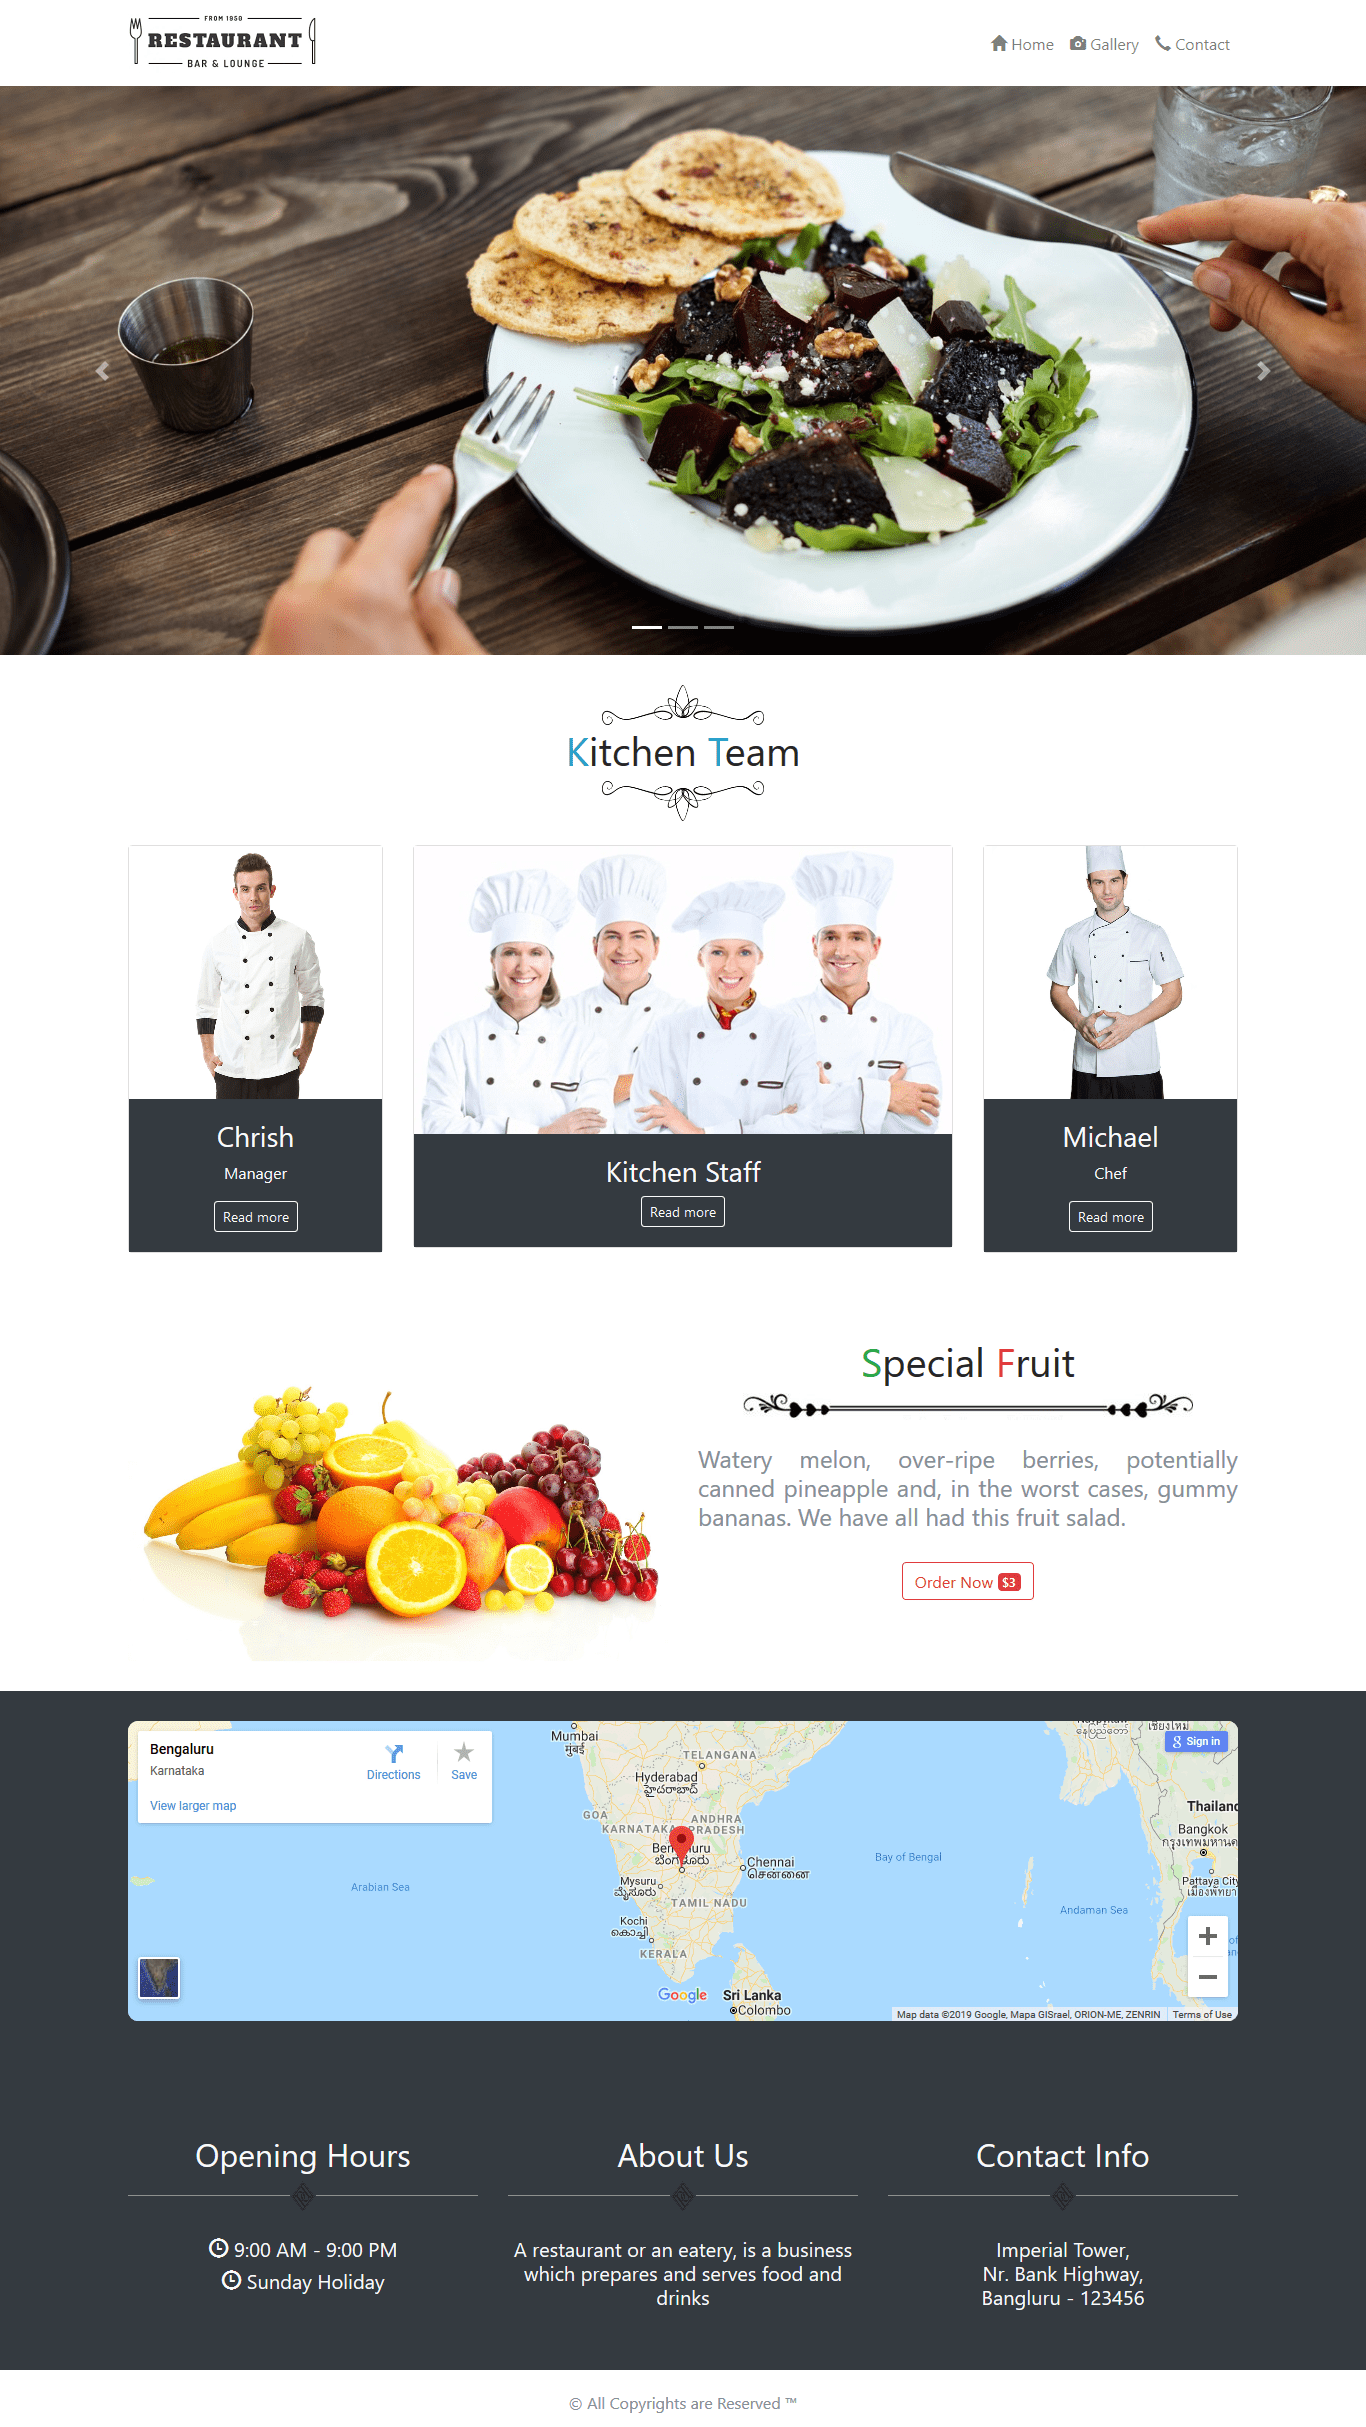 FROM 1950
RESTAURANT
BAR & LOUNGE
Home
Gallery
Contact
Kitchen Team
Chrish
Manager
Read more
Kitchen Staff
Read more
Michael
Chef
Read more
Special Fruit
Watery melon, over-ripe berries, potentially
canned pineapple and, in the worst cases, gummy
bananas. We have all had this fruit salad.
Order Now $3
Bengaluru
Karnataka
Directions
Save
View larger map
Sign in
Mumbai
मुंबई
TELANGANA
Hyderabad
GOA
KARNATAKA
ANDHRA
PRADESH
ಬೆಂಗಳೂರು
Chennai
சென்னை
Mysuru
ಮೈಸೂರು
TAMIL NADU
Kochi
കൊച്ചി
KERALA
Arabian Sea
Bay of Bengal
Andaman Sea
Bangkok
Pattaya City
Sri Lanka
Colombo
Google
Map data ©2019 Google, Mapa GISrael, ORION-ME, ZENRIN
Terms of Use
Opening Hours
9:00 AM - 9:00 PM
Sunday Holiday
About Us
A restaurant or an eatery, is a business
which prepares and serves food and
drinks
Contact Info
Imperial Tower,
Nr. Bank Highway,
Bangluru - 123456
© All Copyrights are Reserved ™